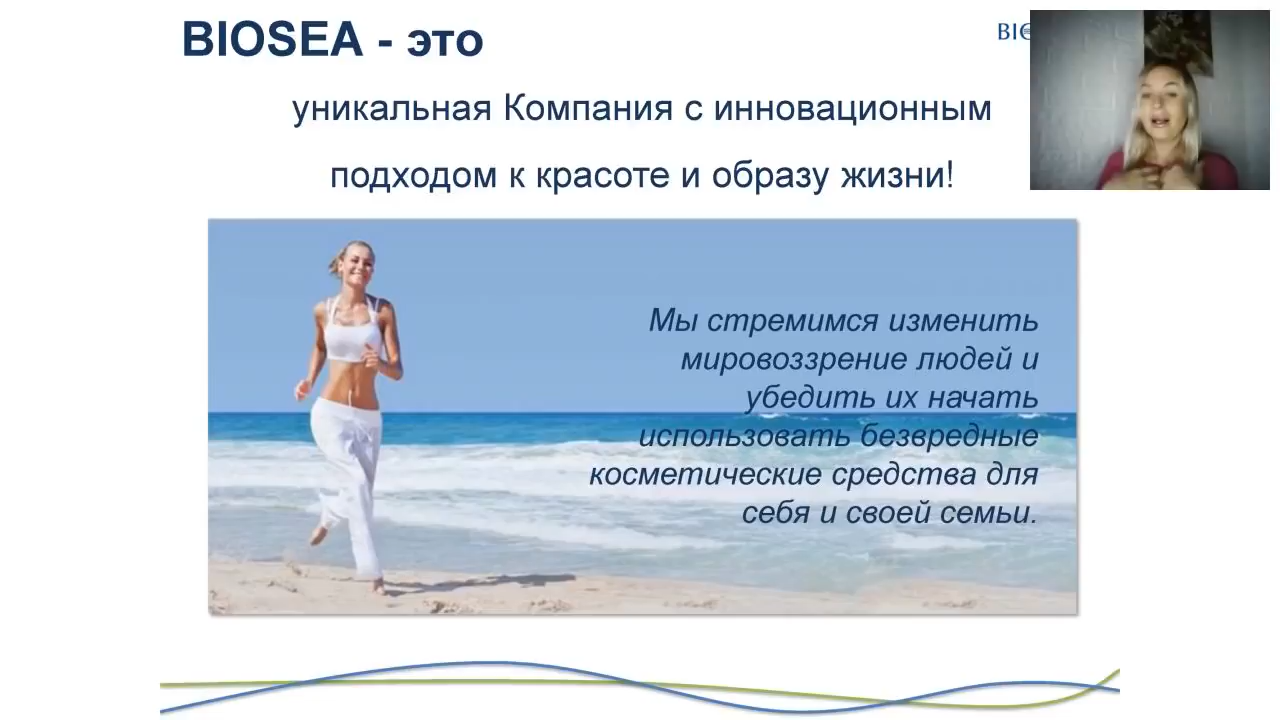 BIOSEA - это
уникальная Компания с инновационным
подходом к красоте и образу жизни!
Мы стремимся изменить
мировоззрение людей и
убедить их начать
использовать безвредные
косметические средства для
себя и своей семьи.